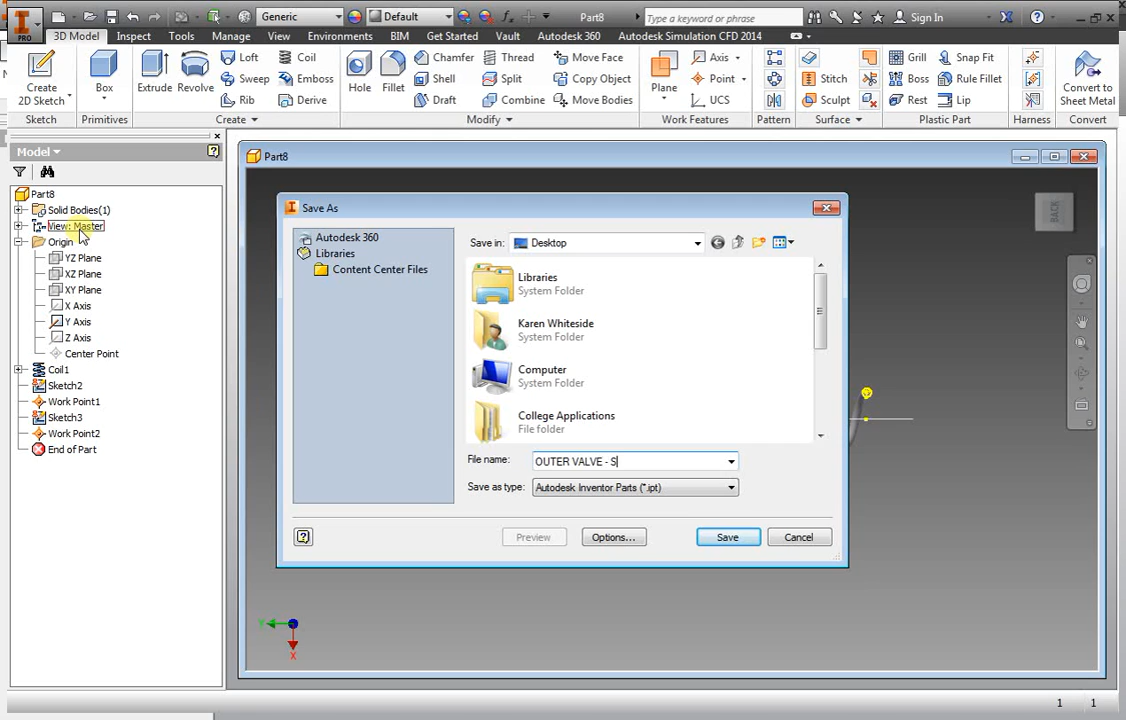 Generic
Default
Part8
Type a keyword or phrase
Sign In
PRO
3D Model
Inspect
Tools
Manage
View
Environments
BIM
Get Started
Vault
Autodesk 360
Autodesk Simulation CFD 2014
Create
2D Sketch
Box
Extrude
Revolve
Loft
Coil
Sweep
Emboss
Rib
Derive
Hole
Fillet
Chamfer
Thread
Move Face
Shell
Split
Copy Object
Draft
Combine
Move Bodies
Plane
Axis
Point
UCS
Stitch
Sculpt
Grill
Snap Fit
Boss
Rule Fillet
Rest
Lip
Convert to
Sheet Metal
Sketch
Primitives
Create
Modify
Work Features
Pattern
Surface
Plastic Part
Harness
Convert
Model
Part8
Solid Bodies(1)
View: Master
Origin
YZ Plane
XZ Plane
XY Plane
X Axis
Y Axis
Z Axis
Center Point
Coil1
Sketch2
Work Point1
Sketch3
Work Point2
End of Part
Part8
BACK
Save As
Autodesk 360
Libraries
Content Center Files
Save in:
Desktop
Libraries
System Folder
Karen Whiteside
System Folder
Computer
System Folder
College Applications
File folder
File name:
OUTER VALVE - S
Save as type:
Autodesk Inventor Parts (*.ipt)
Preview
Options...
Save
Cancel
Y
X
1
1